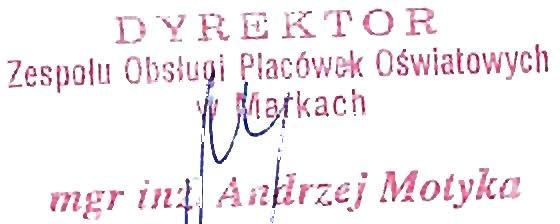 DYREKTOR
Zespołu Obsługi Placówek Oświatowych
w Markach
mgr inż. Andrzej Motyka